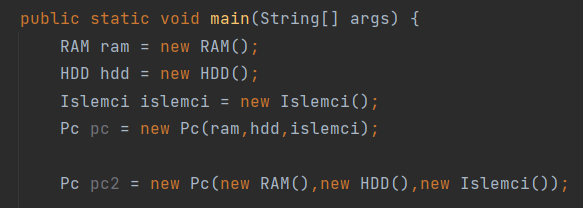 public static void main(String[] args) {
RAM ram = new RAM();
HDD hdd = new HDD();
Islemci islemci = new Islemci();
Pc pc = new Pc(ram,hdd,islemci);
Pc pc2 = new Pc(new RAM(),new HDD(),new Islemci());